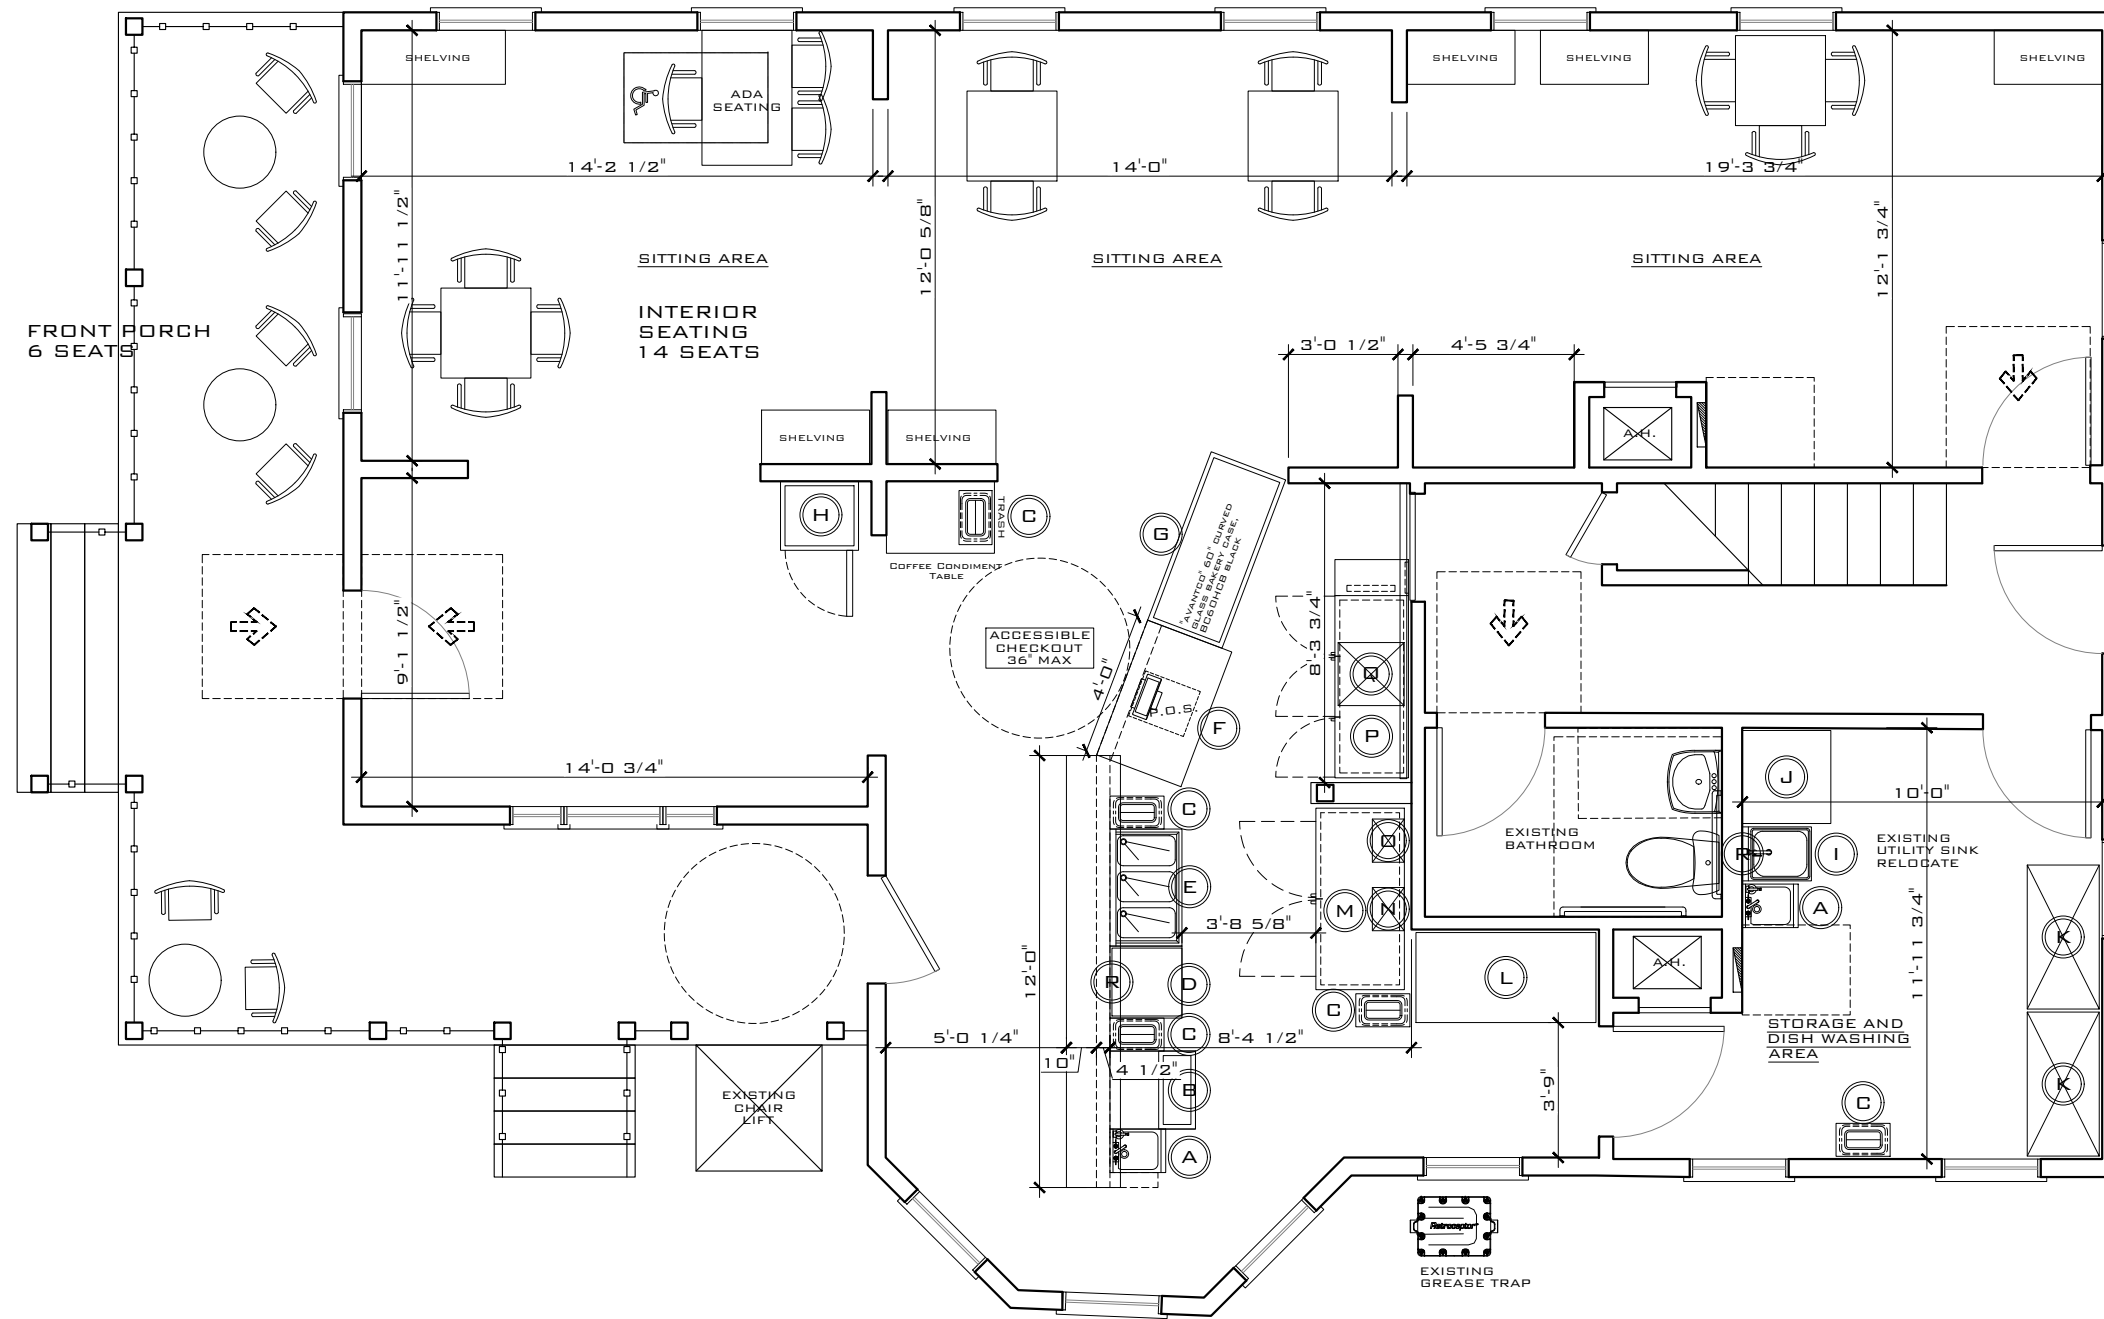 SHELVING
ADA
SEATING
SHELVING
SHELVING
SHELVING
14'-2 1/2"
14'-0"
19'-3 3/4"
11'-11 1/2"
12'-0 5/8"
12'-1 3/4"
SITTING AREA
SITTING AREA
SITTING AREA
FRONT PORCH
6 SEATS
INTERIOR
SEATING
14 SEATS
3'-0 1/2"
4'-5 3/4"
SHELVING
SHELVING
A.H.
H
TRASH
C
G
"AVANTCO" 60" CURVED
GLASS BAKERY CASE,
BC60HCB BLACK
COFFEE CONDIMENT
TABLE
9'-1 1/2"
ACCESSIBLE
CHECKOUT
36" MAX
4'-0"
8'-3 3/4"
Q
P.O.S.
F
P
14'-0 3/4"
J
10'-0"
C
O
EXISTING
BATHROOM
R
I
EXISTING
UTILITY SINK
RELOCATE
E
M
N
A
3'-8 5/8"
K
11'-11 3/4"
12'-0"
R
D
L
A.H.
C
C
5'-0 1/4"
8'-4 1/2"
10"
4 1/2"
STORAGE AND
DISH WASHING
AREA
B
3'-9"
K
C
EXISTING
CHAIR
LIFT
A
Retroceptor
EXISTING
GREASE TRAP